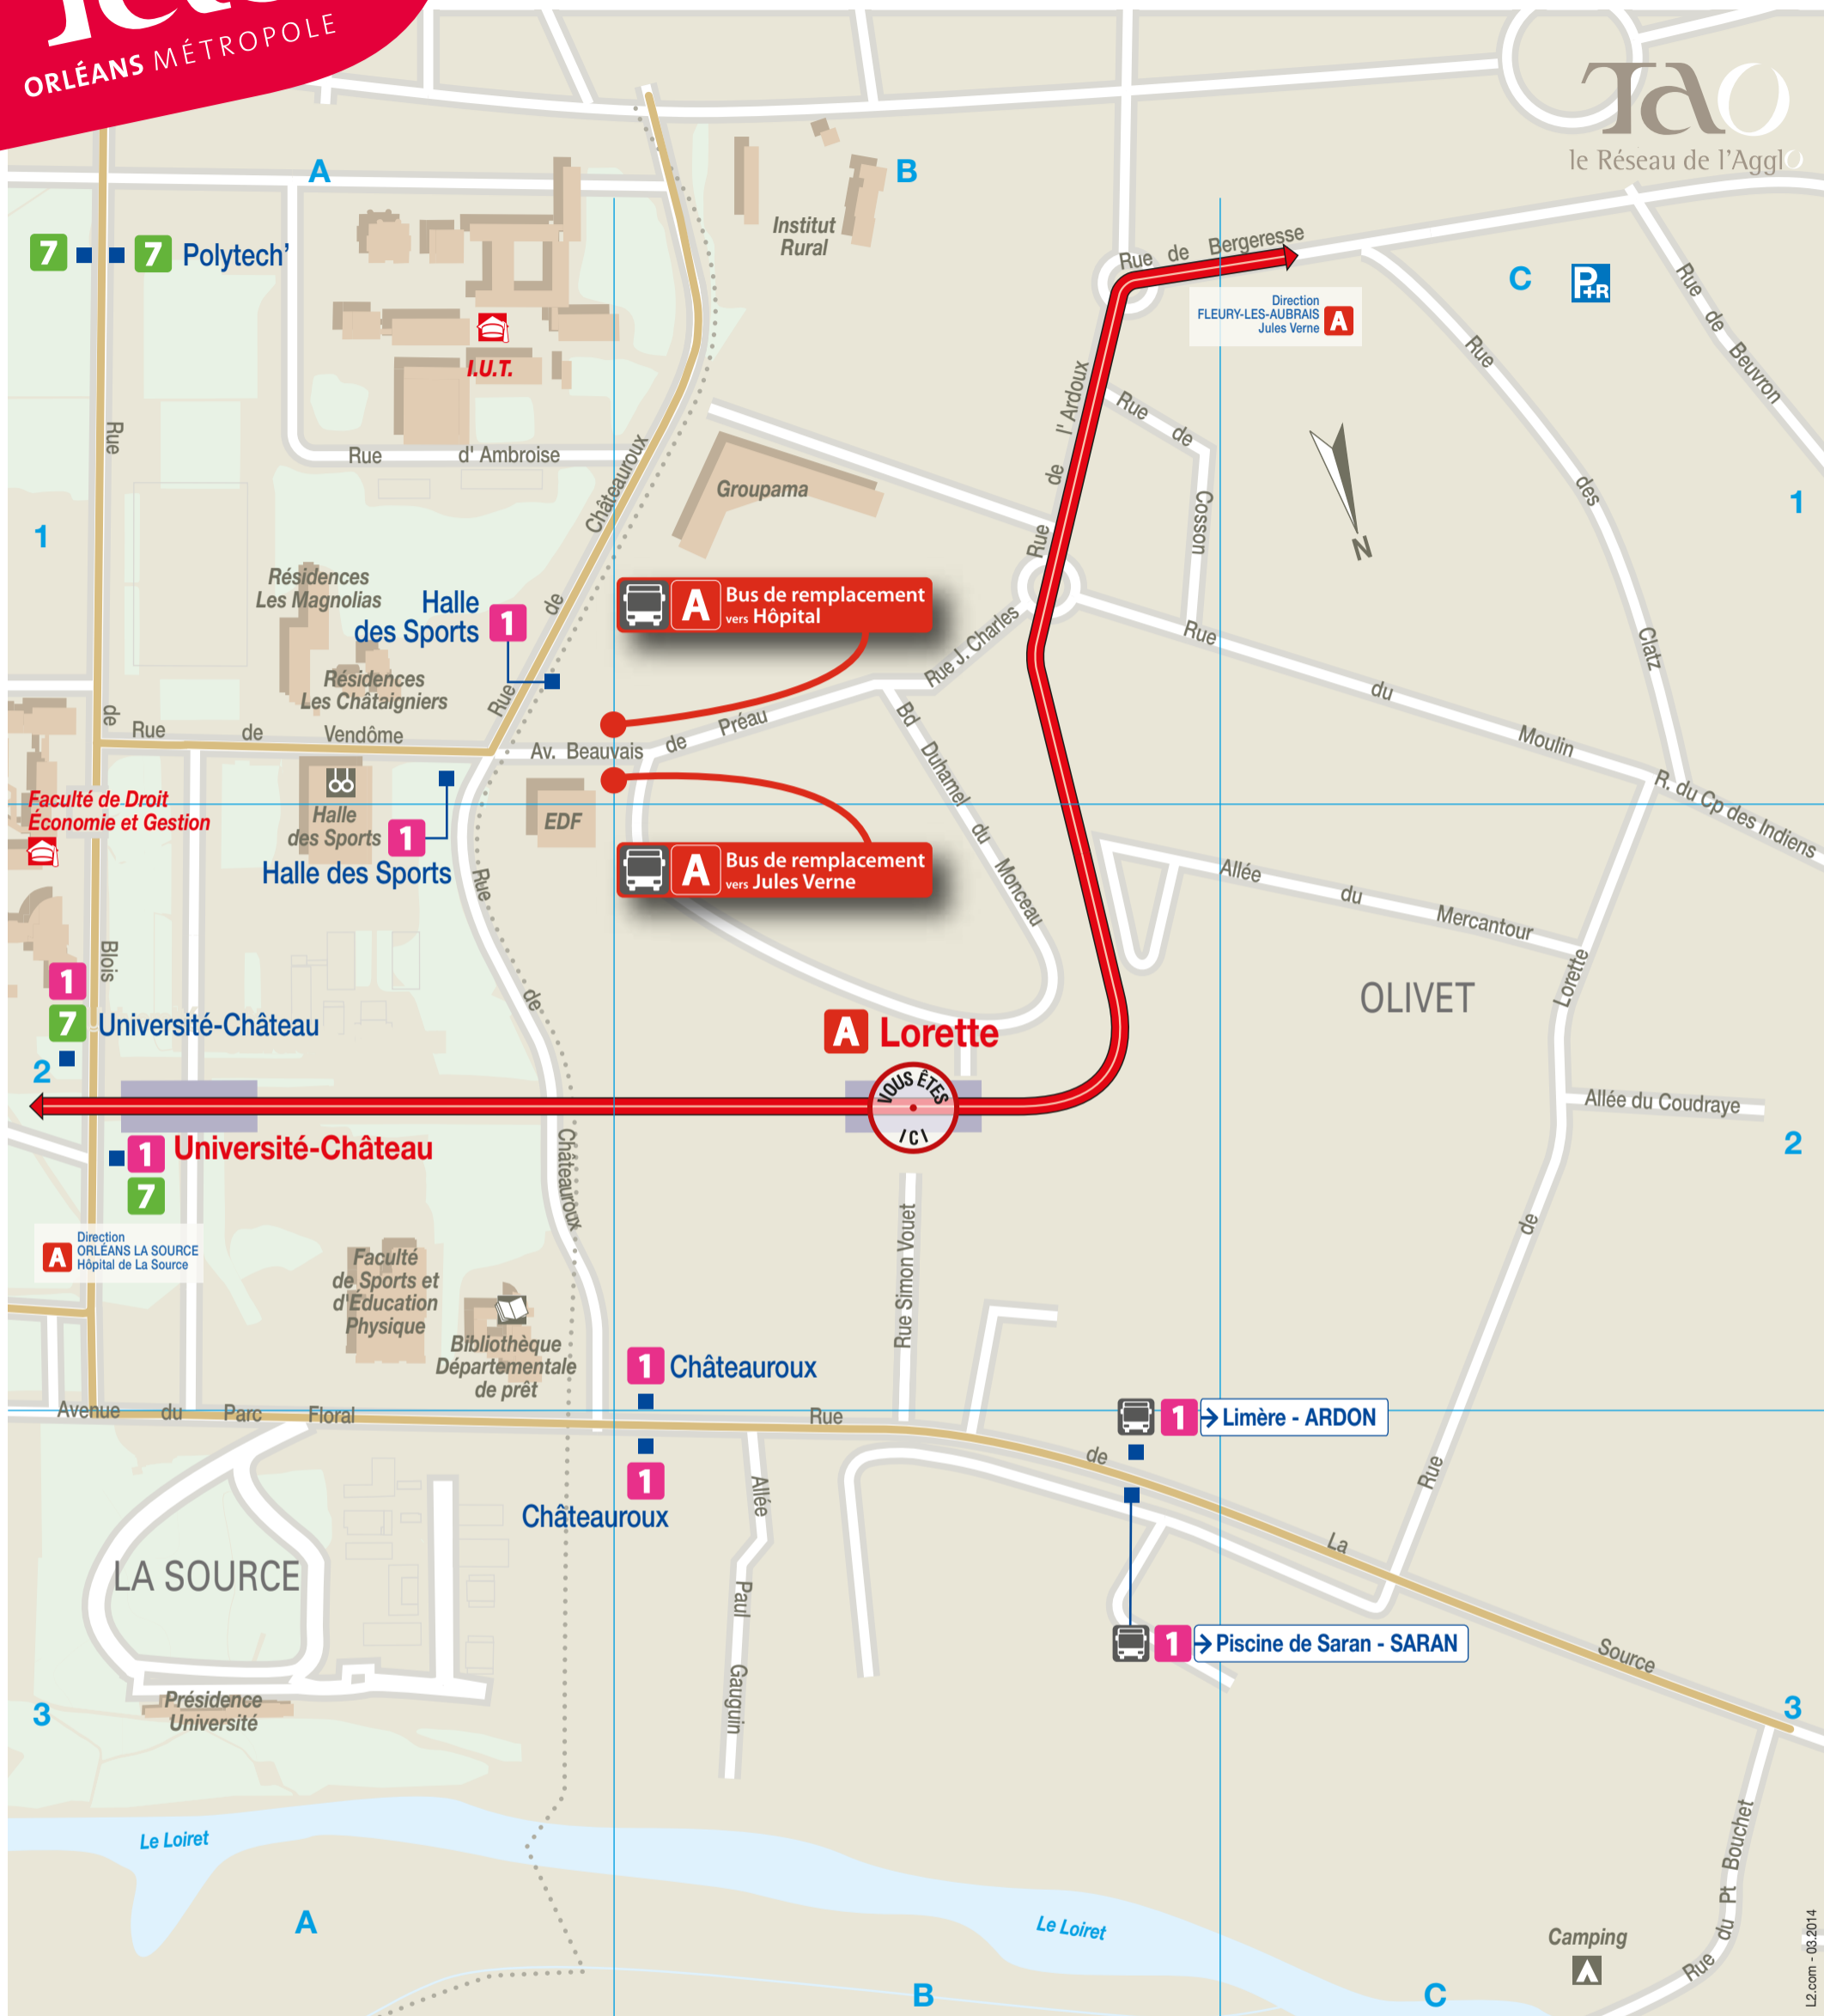 ORLÉANS MÉTROPOLE
TAO
le Réseau de l'Agglo
A
B
C
P+R
7
7 Polytech'
Institut
Rural
Rue de Bergeresse
Direction
FLEURY-LES-AUBRAIS
Jules Verne
A
Rue de Beuvron
I.U.T.
Rue de l' Ardoux
Rue de Cosson
Rue des Clatz
Rue d' Ambroise
Rue de Châteauroux
Groupama
1
1
N
Résidences
Les Magnolias
Halle
des Sports
1
A
Bus de remplacement
vers Hôpital
Rue J. Charles
Rue du Moulin
Résidences
Les Châtaigniers
Rue de Blois
Rue de Vendôme
Av. Beauvais de Préau
Bd Duhamel du Monceau
R. du Cp des Indiens
Faculté de Droit
Économie et Gestion
Halle
des Sports
1
Halle des Sports
EDF
A
Bus de remplacement
vers Jules Verne
Allée du Mercantour
Rue de Châteauroux
OLIVET
Rue de Lorette
1
7
Université-Château
A Lorette
2
VOUS ÊTES
ICI
Allée du Coudraye
2
1
7
Université-Château
A
Direction
ORLÉANS LA SOURCE
Hôpital de La Source
Faculté
de Sports et
d'Éducation
Physique
Bibliothèque
Départementale
de prêt
Rue Simon Vouet
1 Châteauroux
Avenue du Parc Floral
Rue de La Source
1 Limère - ARDON
1
Châteauroux
Allée Paul Gauguin
LA SOURCE
1 Piscine de Saran - SARAN
Présidence
Université
3
3
Le Loiret
Le Loiret
Rue du Pt Bouchet
Camping
A
B
C
L2.com - 03.2014